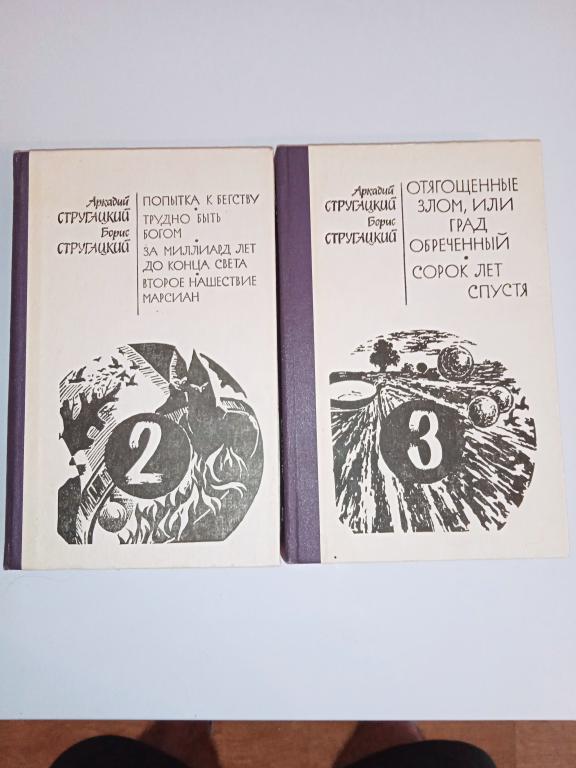 Аркадий
СТРУГАЦКИЙ
Борис
СТРУГАЦКИЙ
ПОПЫТКА К БЕГСТВУ
ТРУДНО БЫТЬ
БОГОМ •
ЗА МИЛЛИАРД ЛЕТ
ДО КОНЦА СВЕТА •
ВТОРОЕ НАШЕСТВИЕ
МАРСИАН
2
Аркадий
СТРУГАЦКИЙ
Борис
СТРУГАЦКИЙ
ОТЯГОЩЕННЫЕ
ЗЛОМ, ИЛИ
ГРАД
ОБРЕЧЕННЫЙ
•
СОРОК ЛЕТ
СПУСТЯ
3